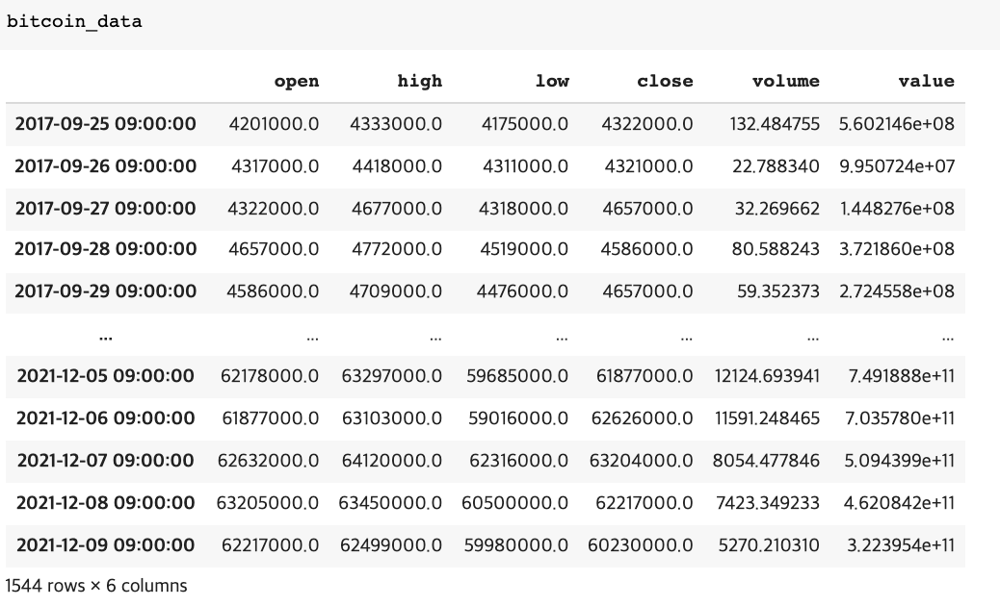 bitcoin_data
open high low close volume value
2017-09-25 09:00:00 4201000.0 4333000.0 4175000.0 4322000.0 132.484755 5.602146e+08
2017-09-26 09:00:00 4317000.0 4418000.0 4311000.0 4321000.0 22.788340 9.950724e+07
2017-09-27 09:00:00 4322000.0 4677000.0 4318000.0 4657000.0 32.269662 1.448276e+08
2017-09-28 09:00:00 4657000.0 4772000.0 4519000.0 4586000.0 80.588243 3.721860e+08
2017-09-29 09:00:00 4586000.0 4709000.0 4476000.0 4657000.0 59.352373 2.724558e+08
... ... ... ... ... ... ...
2021-12-05 09:00:00 62178000.0 63297000.0 59685000.0 61877000.0 12124.693941 7.491888e+11
2021-12-06 09:00:00 61877000.0 63103000.0 59016000.0 62626000.0 11591.248465 7.035780e+11
2021-12-07 09:00:00 62632000.0 64120000.0 62316000.0 63204000.0 8054.477846 5.094399e+11
2021-12-08 09:00:00 63205000.0 63450000.0 60500000.0 62217000.0 7423.349233 4.620842e+11
2021-12-09 09:00:00 62217000.0 62499000.0 59980000.0 60230000.0 5270.210310 3.223954e+11
1544 rows × 6 columns